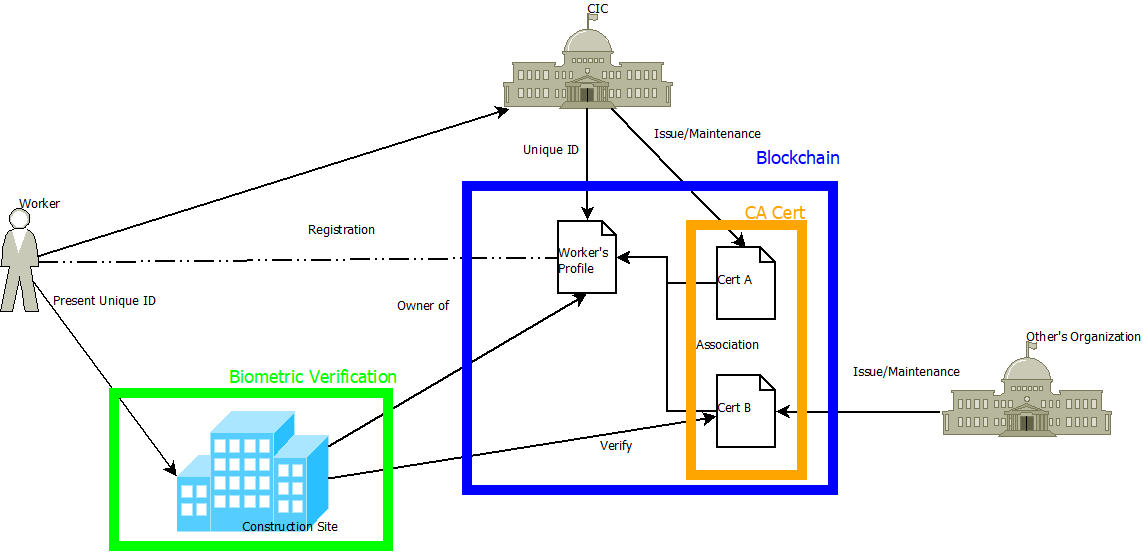 CIC
Issue/Maintenance
Unique ID
Blockchain
Worker
CA Cert
Registration
Worker's
Profile
Cert A
Present Unique ID
Owner of
Association
Other's Organization
Biometric Verification
Issue/Maintenance
Cert B
Verify
Construction Site